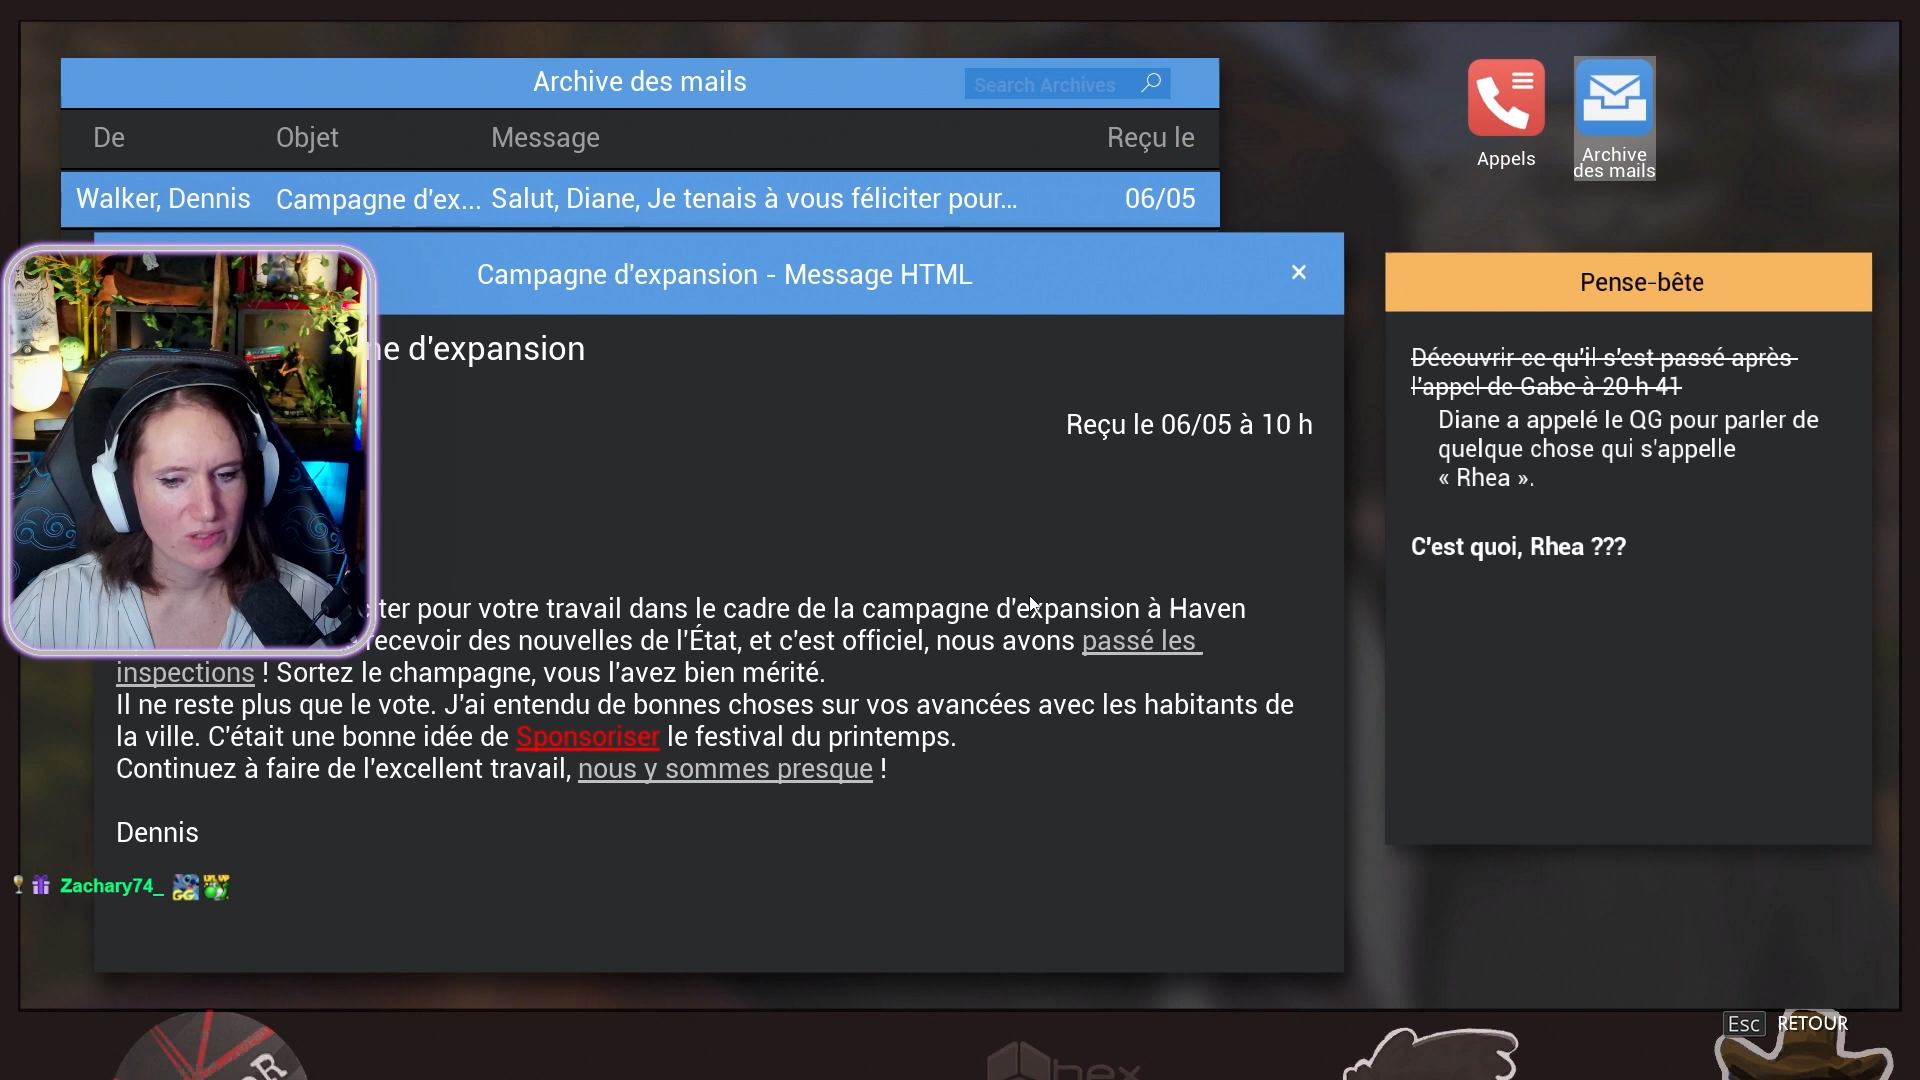 Archive des mails
Search Archives
De Objet Message Reçu le
Walker, Dennis Campagne d'ex... Salut, Diane, Je tenais à vous féliciter pour... 06/05
Campagne d'expansion - Message HTML
ne d'expansion
Reçu le 06/05 à 10 h
citer pour votre travail dans le cadre de la campagne d'expansion à Haven
recevoir des nouvelles de l'État, et c'est officiel, nous avons passé les
inspections ! Sortez le champagne, vous l'avez bien mérité.
Il ne reste plus que le vote. J'ai entendu de bonnes choses sur vos avancées avec les habitants de
la ville. C'était une bonne idée de Sponsoriser le festival du printemps.
Continuez à faire de l'excellent travail, nous y sommes presque !
Dennis
Zachary74_
GG
LVL UP
Appels
Archive
des mails
Pense-bête
Découvrir ce qu'il s'est passé après
l'appel de Gabe à 20 h 41
Diane a appelé le QG pour parler de
quelque chose qui s'appelle
« Rhea ».
C'est quoi, Rhea ???
Esc RETOUR
hex